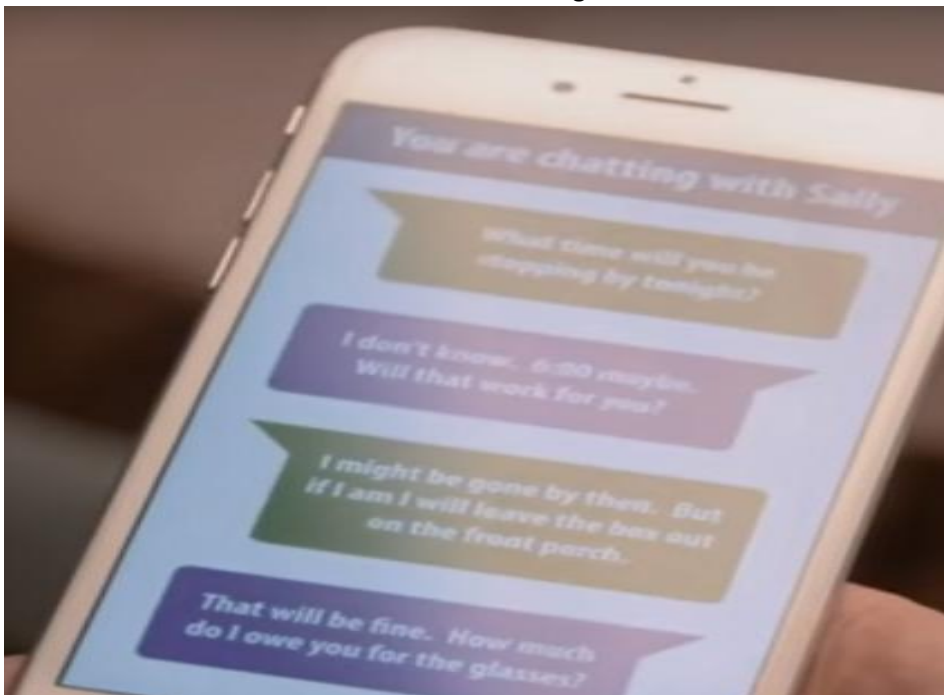 You are chatting with Sally
What time will you be
stopping by tonight?
I don't know. 6:00 maybe.
Will that work for you?
I might be gone by then. But
if I am I will leave the box out
on the front porch.
That will be fine. How much
do I owe you for the glasses?